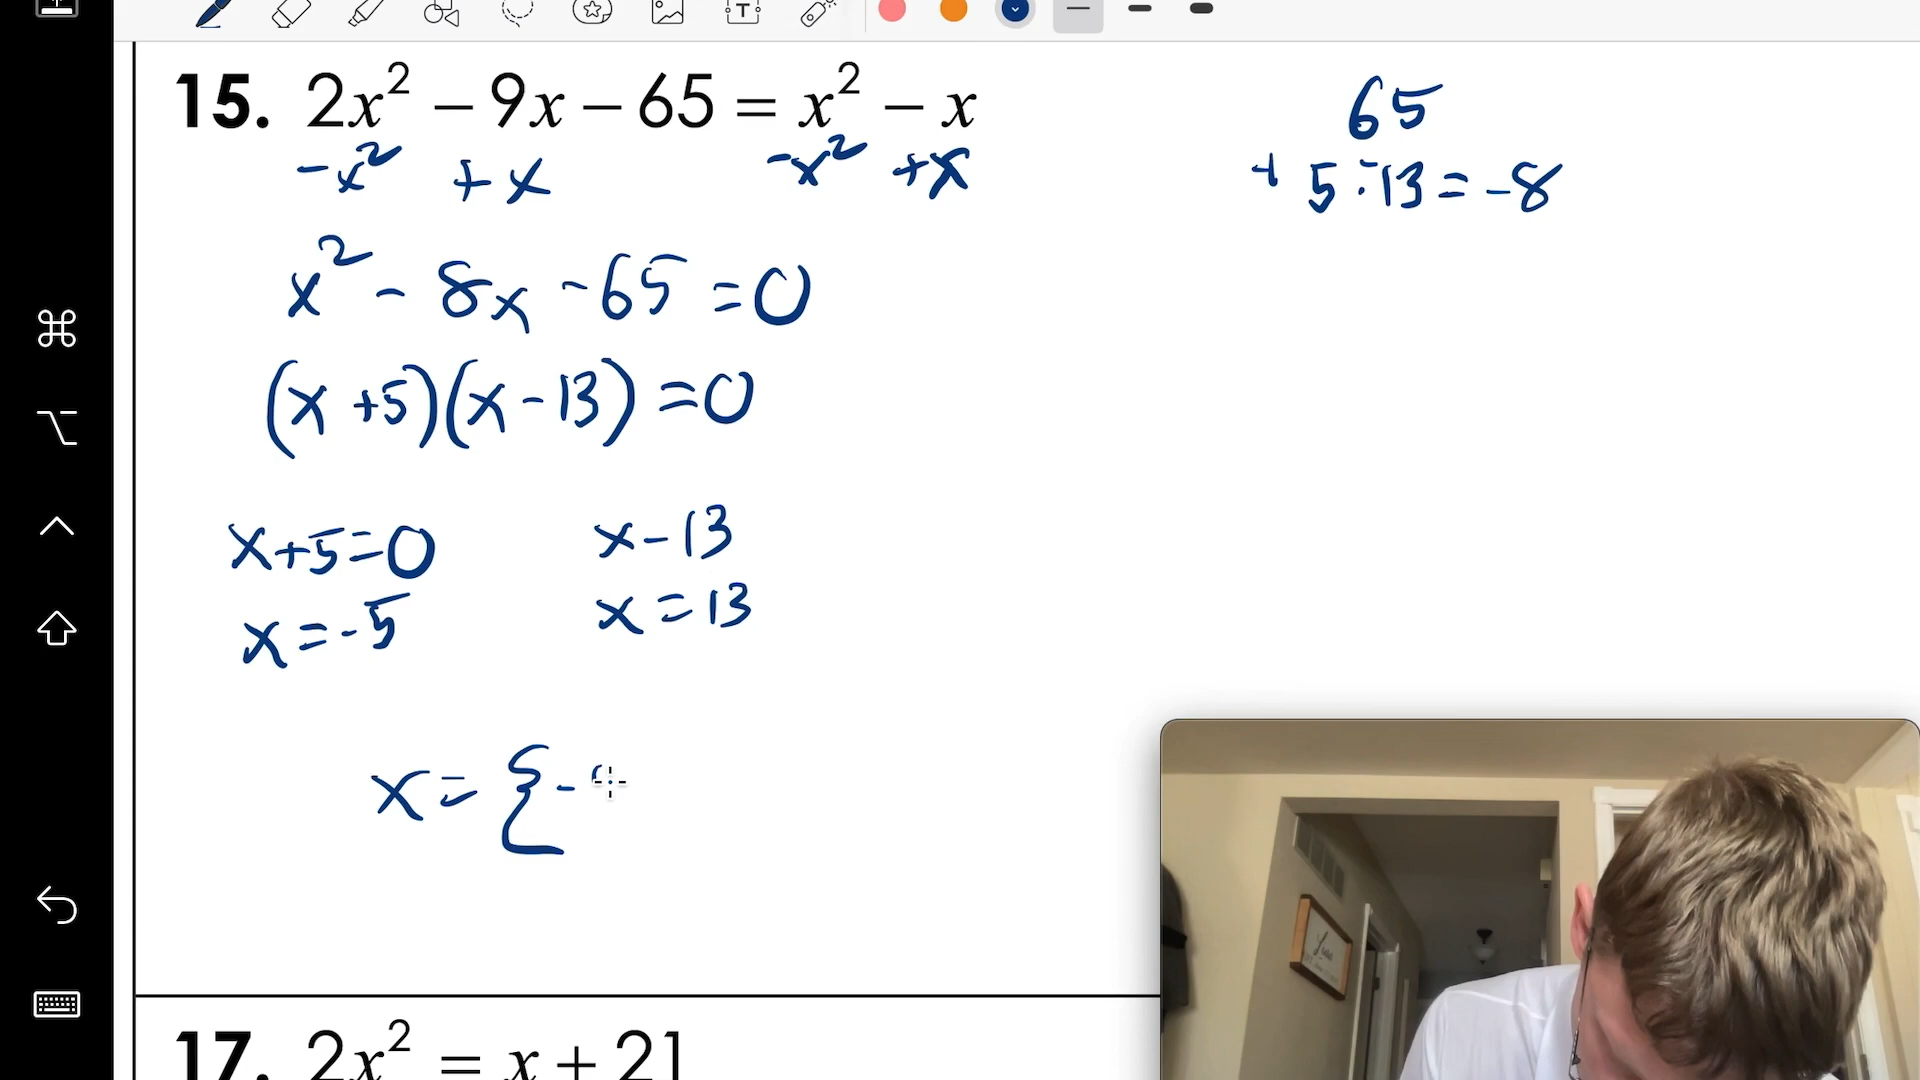 15. 2x² − 9x − 65 = x² − x
-x² +x -x² +x
65
+ 5 · -13 = -8
x² - 8x - 65 = 0
(x +5)(x - 13) = 0
x+5=0 x-13
x = -5 x = 13
x = { -
17. 2x² = x + 21